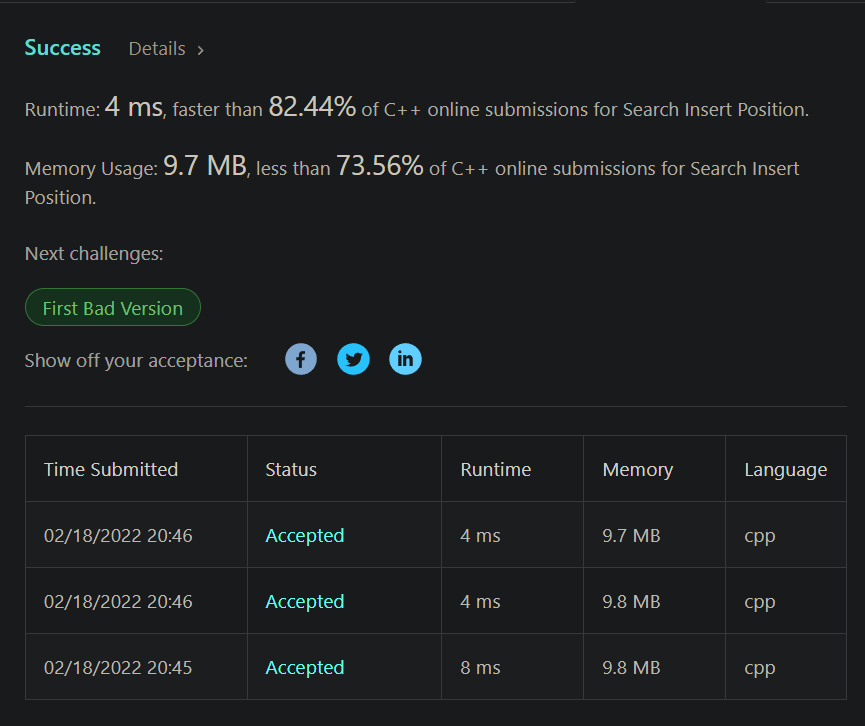 Success Details >
Runtime: 4 ms, faster than 82.44% of C++ online submissions for Search Insert Position.
Memory Usage: 9.7 MB, less than 73.56% of C++ online submissions for Search Insert
Position.
Next challenges:
First Bad Version
Show off your acceptance: f in
Time Submitted Status Runtime Memory Language
02/18/2022 20:46 Accepted 4 ms 9.7 MB cpp
02/18/2022 20:46 Accepted 4 ms 9.8 MB cpp
02/18/2022 20:45 Accepted 8 ms 9.8 MB cpp